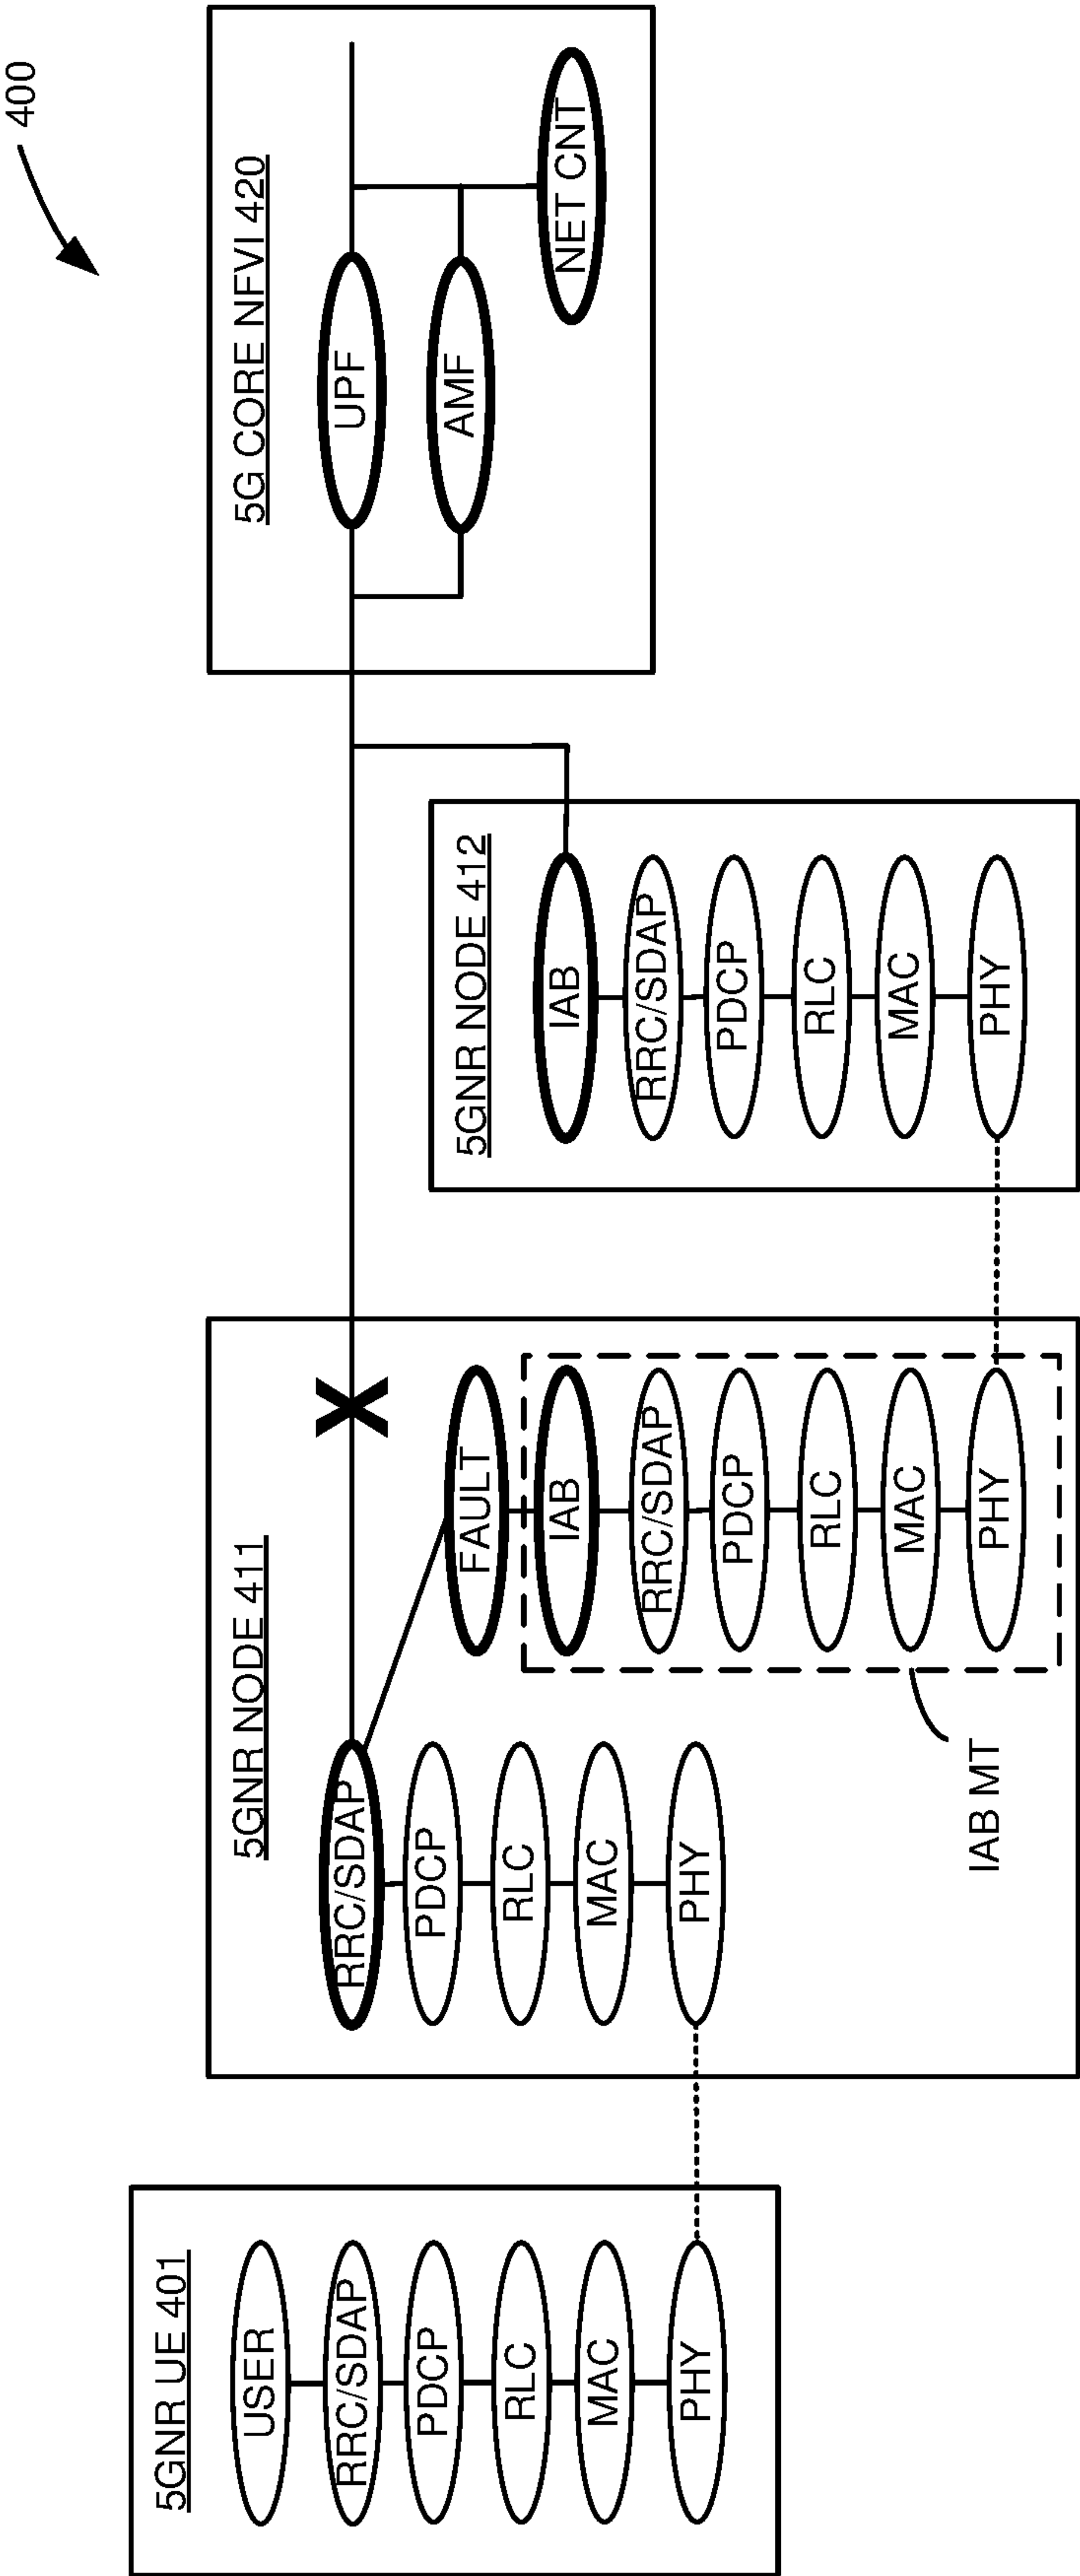 400
5GNR UE 401
USER
RRC/SDAP
PDCP
RLC
MAC
PHY
5GNR NODE 411
RRC/SDAP
PDCP
RLC
MAC
PHY
X
FAULT
IAB
RRC/SDAP
PDCP
RLC
MAC
PHY
IAB MT
5GNR NODE 412
IAB
RRC/SDAP
PDCP
RLC
MAC
PHY
5G CORE NFVI 420
UPF
AMF
NET CNT